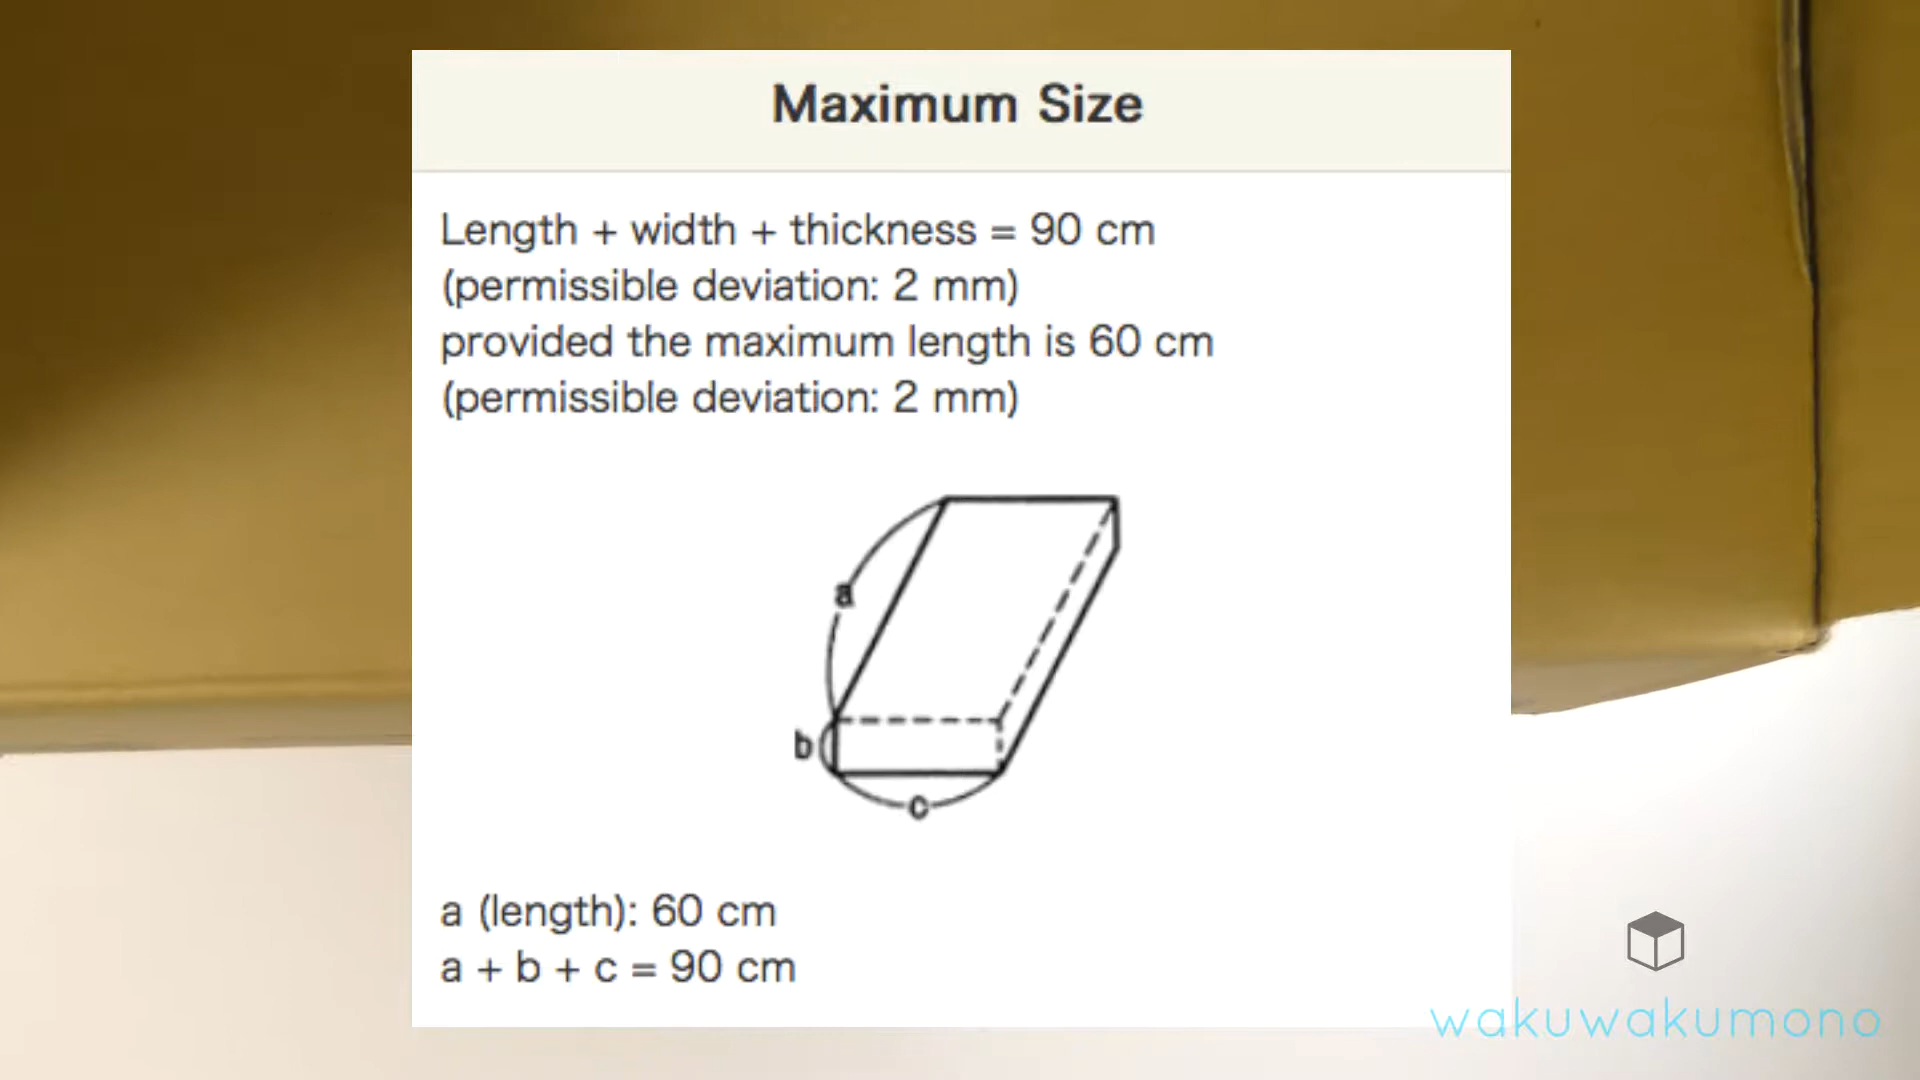 Maximum Size
Length + width + thickness = 90 cm
(permissible deviation: 2 mm)
provided the maximum length is 60 cm
(permissible deviation: 2 mm)
a
b
c
a (length): 60 cm
a + b + c = 90 cm
wakuwakumono